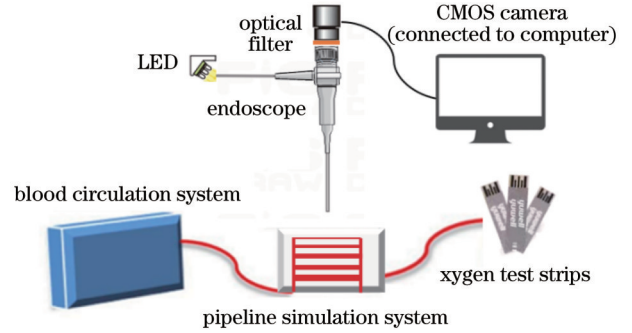 CMOS camera
(connected to computer)
optical
filter
LED
endoscope
blood circulation system
xygen test strips
pipeline simulation system